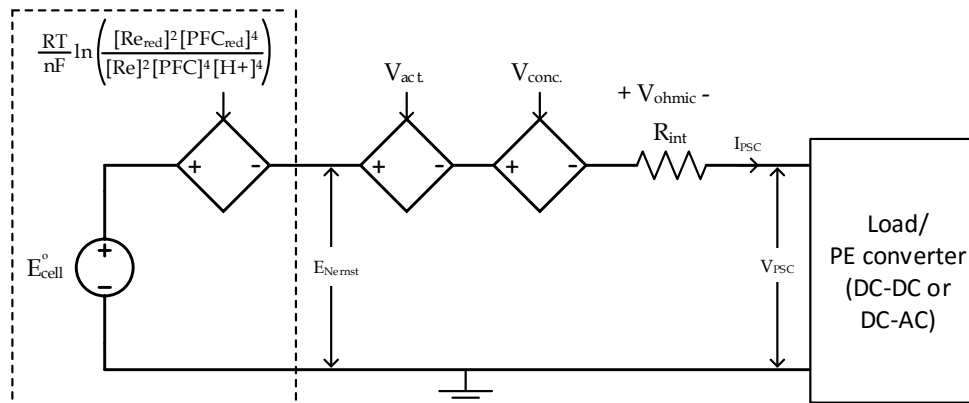 RT/nF ln([Re_red]²[PFC_red]⁴/[Re]²[PFC]⁴[H+]⁴)
V_act.
V_conc.
+ V_ohmic -
R_int
I_PSC
+ -
+ -
+ -
E°_cell
+
-
E_Nernst
V_PSC
Load/
PE converter
(DC-DC or
DC-AC)